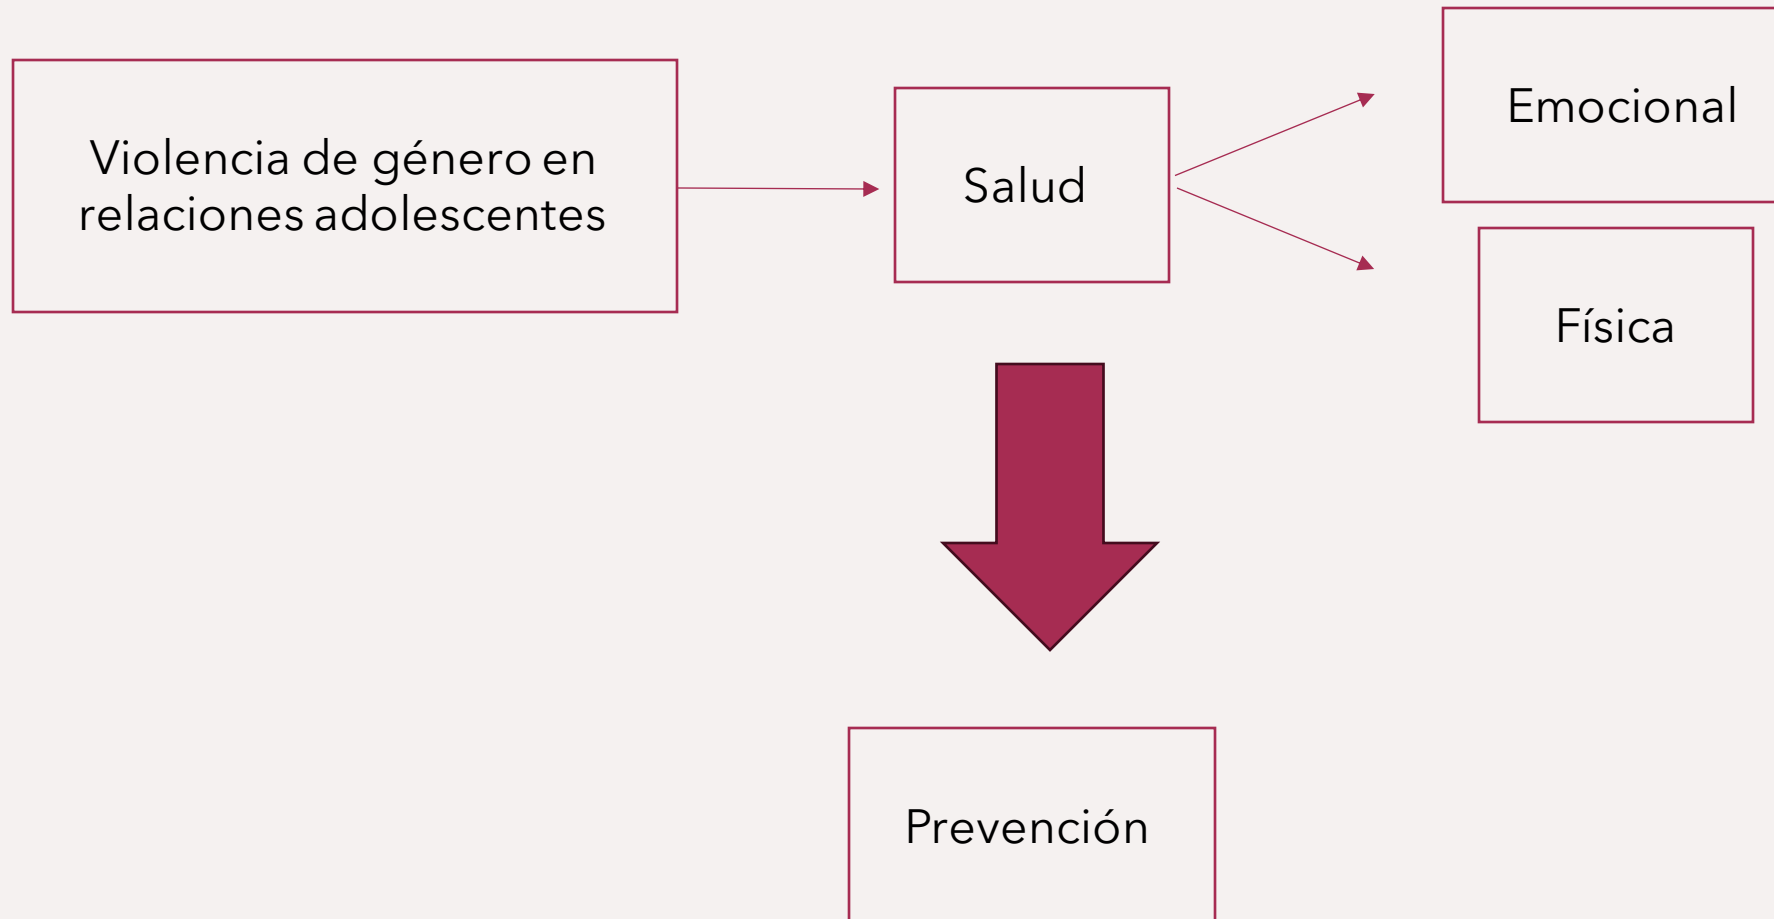 Violencia de género en
relaciones adolescentes
Salud
Emocional
Física
Prevención